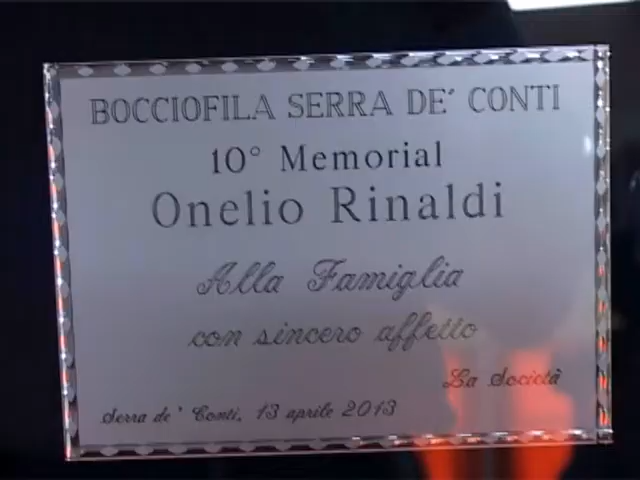 BOCCIOFILA SERRA DE' CONTI
10° Memorial
Onelio Rinaldi
Alla Famiglia
con sincero affetto
La Società
Serra de' Conti, 13 aprile 2013